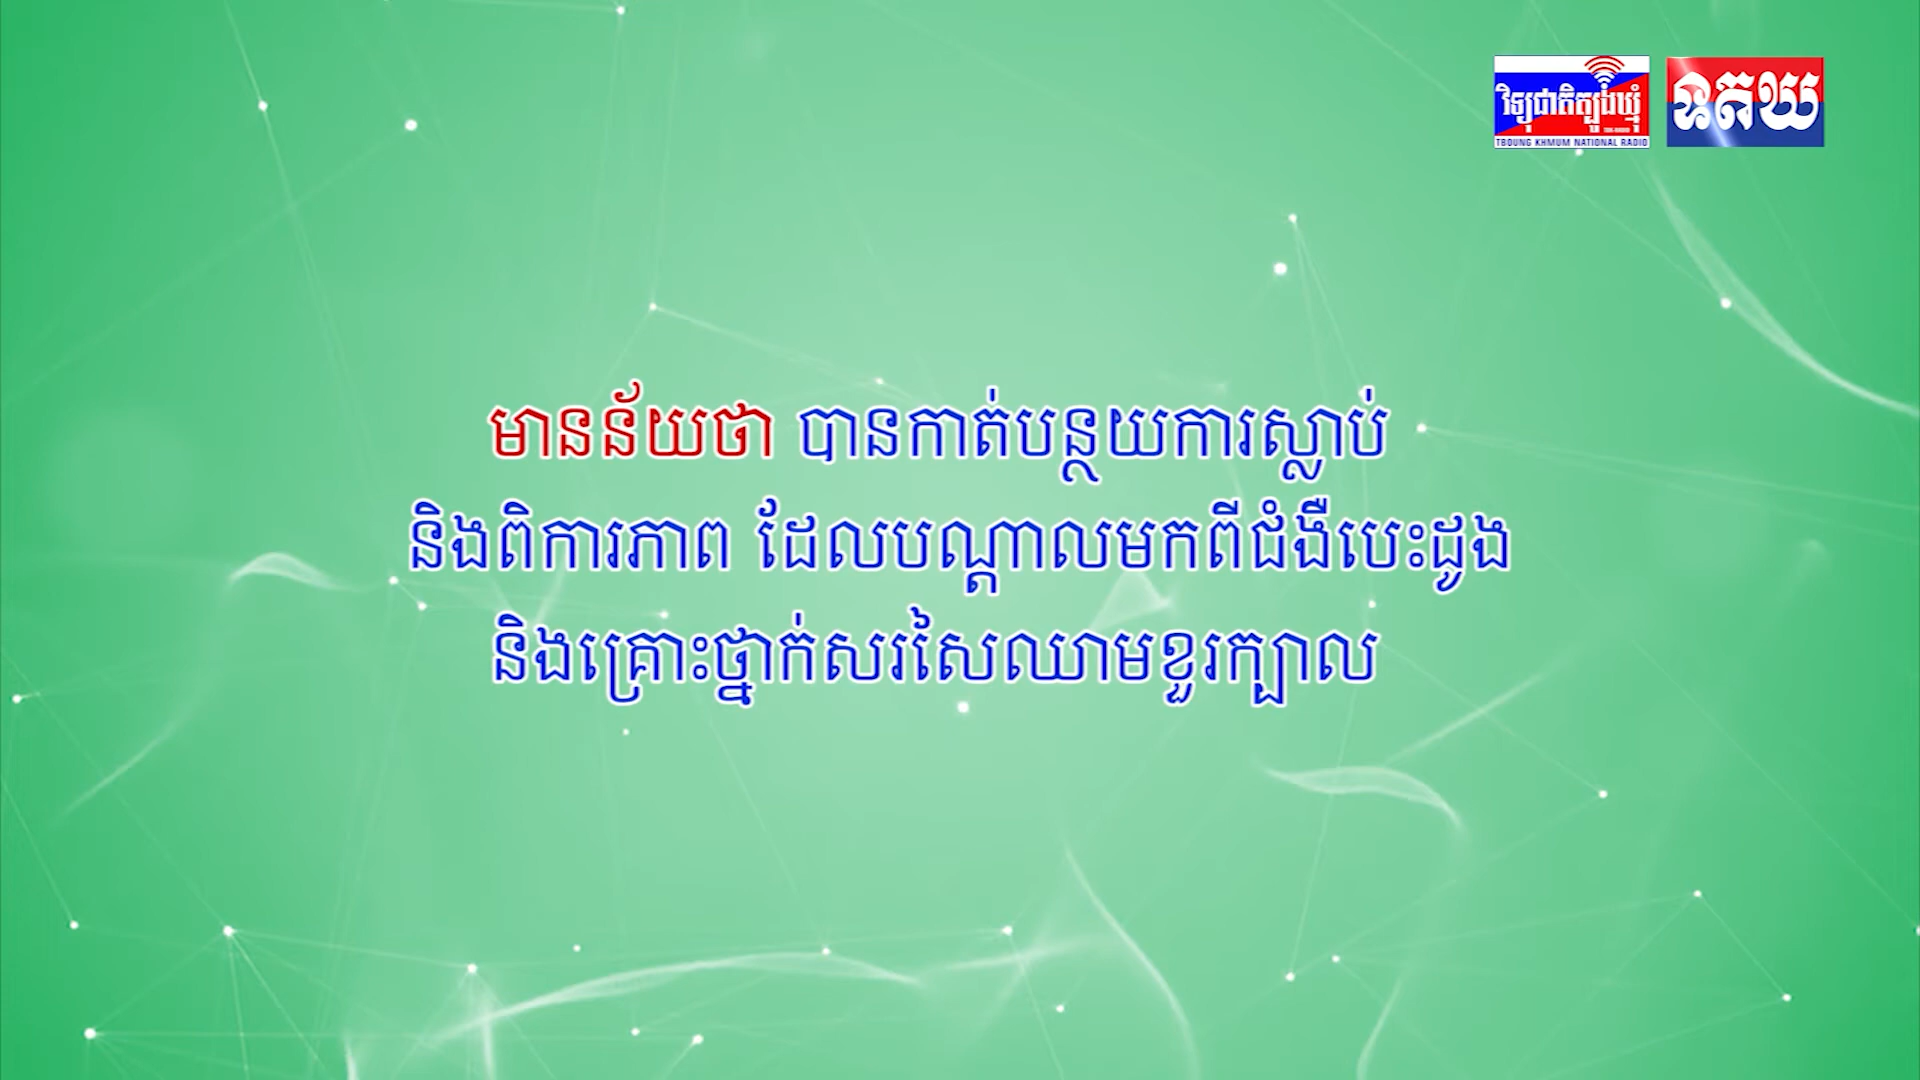 វិទ្យុជាតិត្បូងឃ្មុំ
TBOUNG KHMUM NATIONAL RADIO
ទតឃ
មានន័យថា បានកាត់បន្ថយការស្លាប់
និងពិការភាព ដែលបណ្តាលមកពីជំងឺបេះដូង
និងគ្រោះថ្នាក់សរសៃឈាមខួរក្បាល